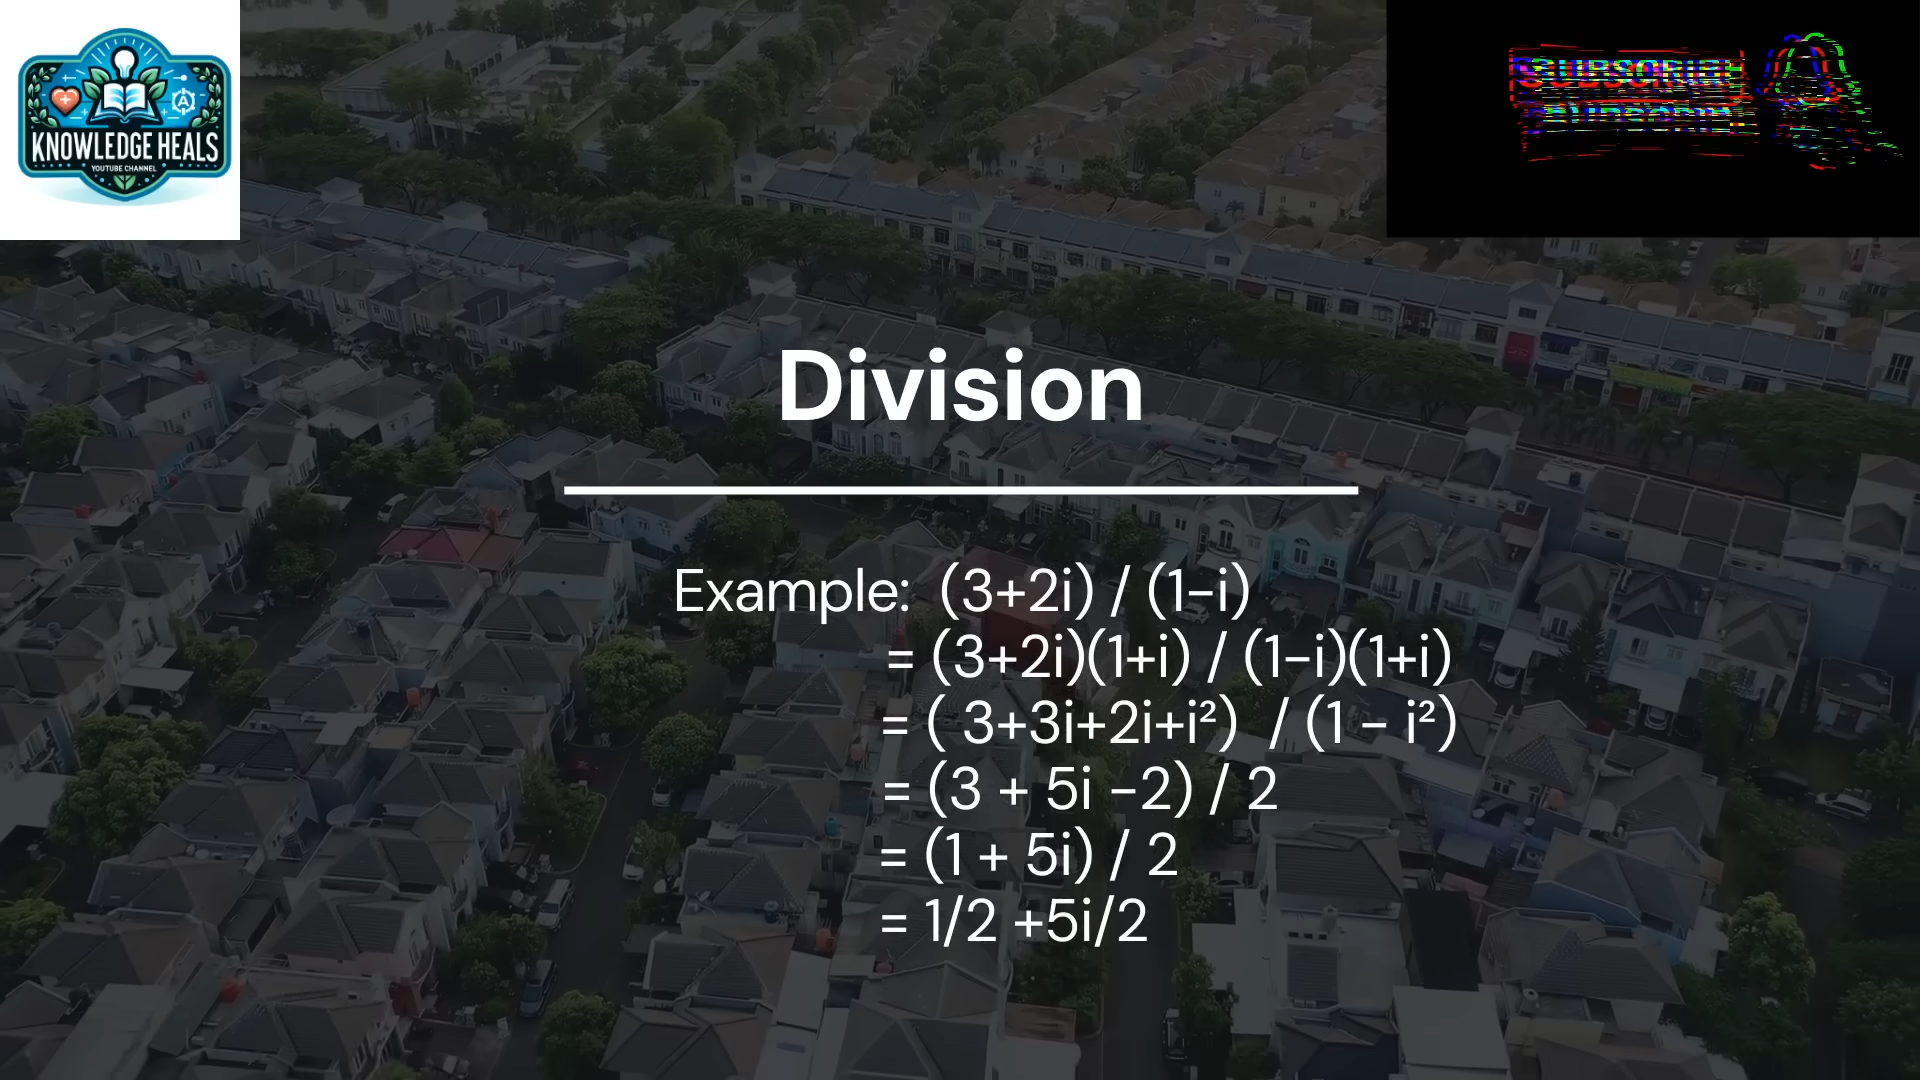 KNOWLEDGE HEALS
YOUTUBE CHANNEL
SUBSCRIBE
Division
Example: (3+2i) / (1-i)
= (3+2i)(1+i) / (1-i)(1+i)
= ( 3+3i+2i+i²) / (1 - i²)
= (3 + 5i -2) / 2
= (1 + 5i) / 2
= 1/2 +5i/2